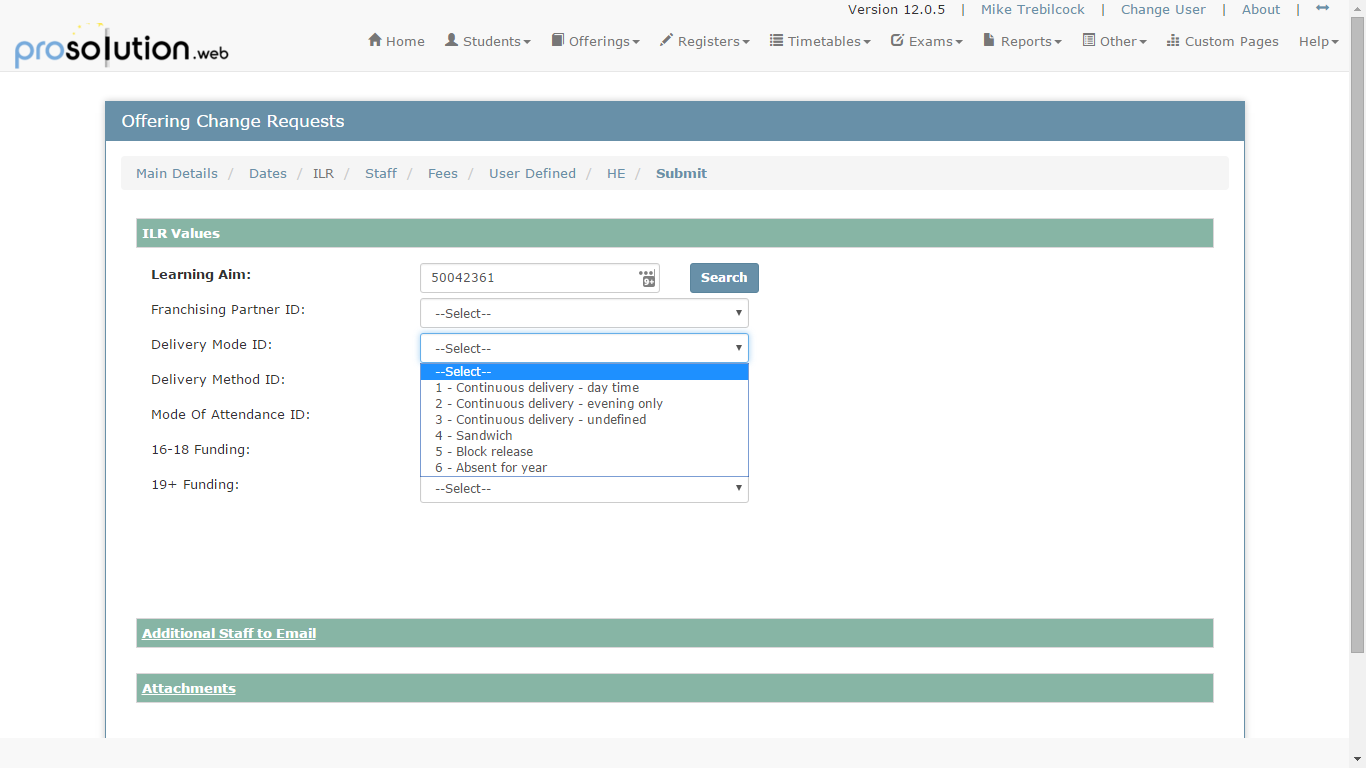 Version 12.0.5 | Mike Trebilcock | Change User | About |
prosolution.web
Home Students Offerings Registers Timetables Exams Reports Other Custom Pages Help
Offering Change Requests
Main Details / Dates / ILR / Staff / Fees / User Defined / HE / Submit
ILR Values
Learning Aim: 50042361 9+ Search
Franchising Partner ID: --Select--
Delivery Mode ID: --Select--
--Select--
Delivery Method ID:
1 - Continuous delivery - day time
2 - Continuous delivery - evening only
Mode Of Attendance ID:
3 - Continuous delivery - undefined
4 - Sandwich
16-18 Funding:
5 - Block release
6 - Absent for year
19+ Funding: --Select--
Additional Staff to Email
Attachments